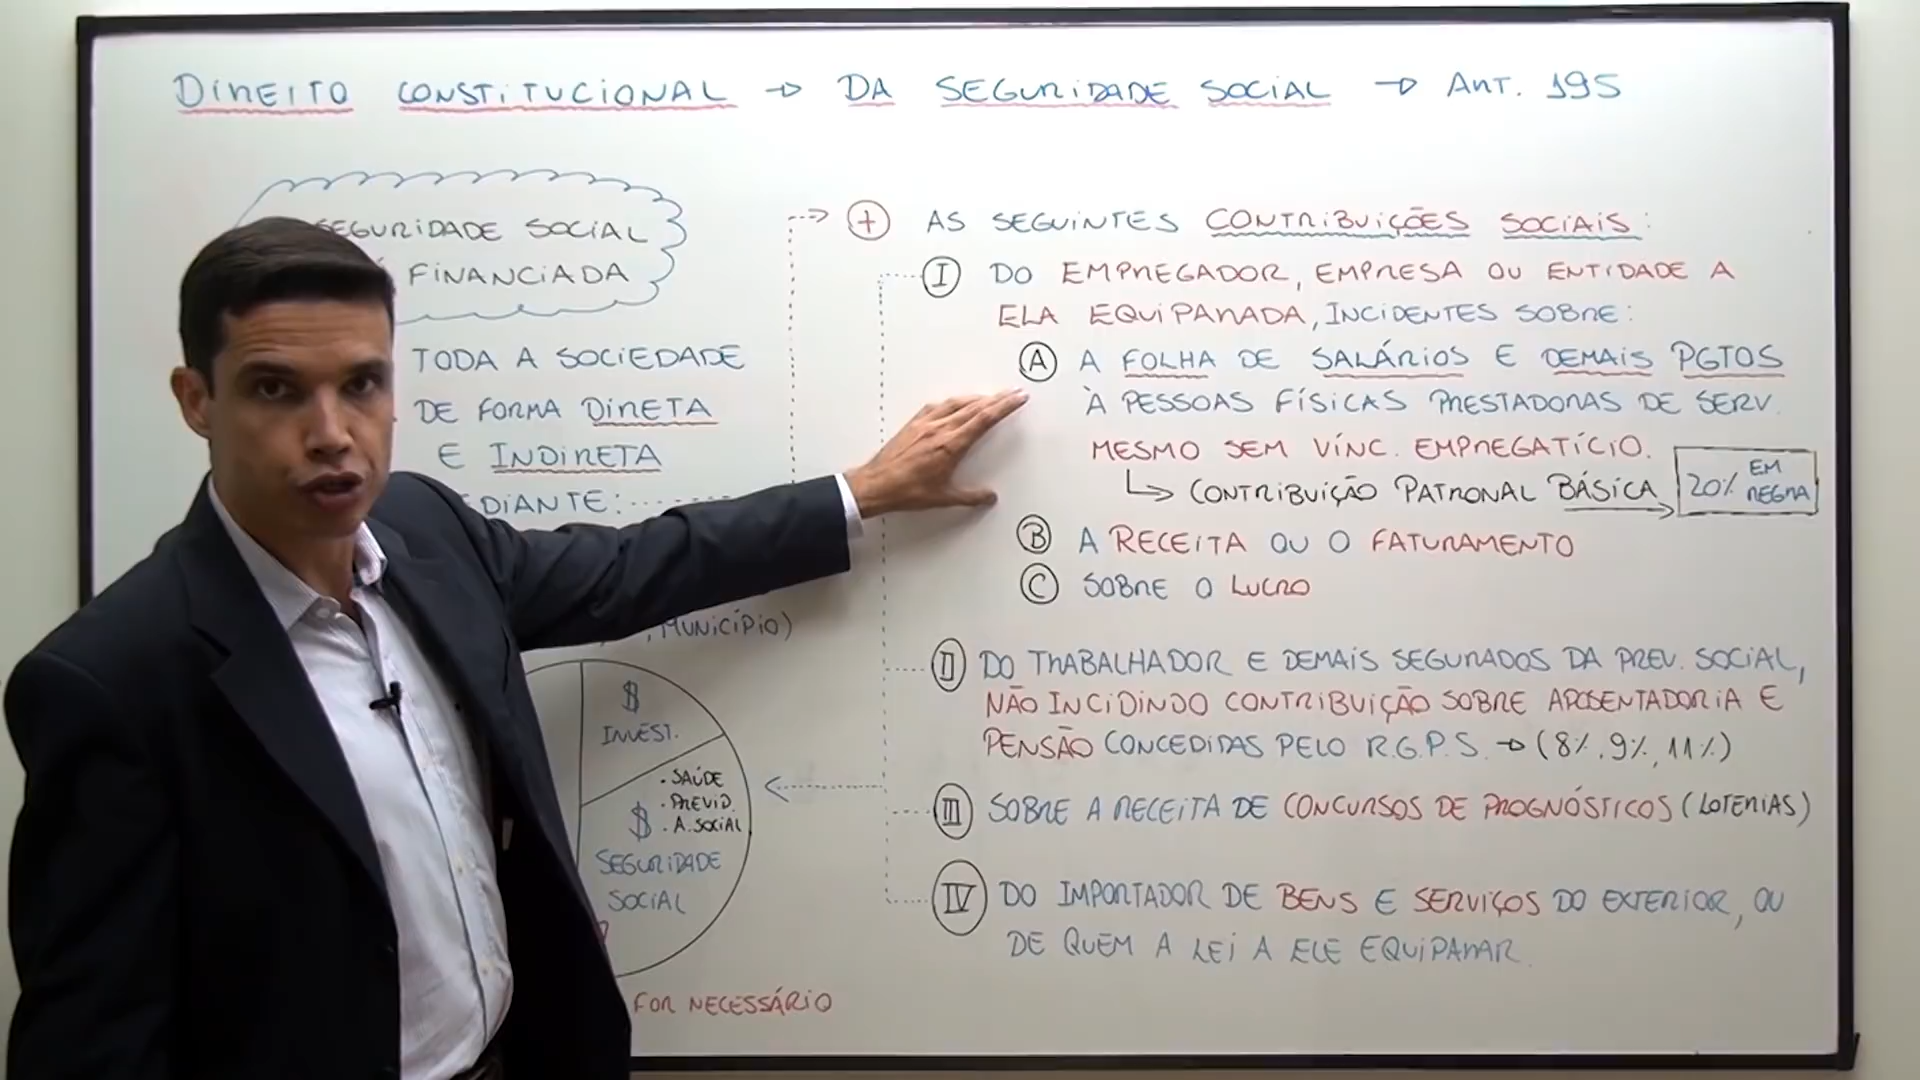 DIREITO CONSTITUCIONAL → DA SEGURIDADE SOCIAL → ART. 195
SEGURIDADE SOCIAL
É FINANCIADA
TODA A SOCIEDADE
DE FORMA DIRETA
E INDIRETA
DIANTE:
, MUNICÍPIO)
$
INVEST.
$
• SAÚDE
• PREVID.
• A. SOCIAL
SEGURIDADE
SOCIAL
FOR NECESSÁRIO
+ AS SEGUINTES CONTRIBUIÇÕES SOCIAIS:
I DO EMPREGADOR, EMPRESA OU ENTIDADE A
ELA EQUIPARADA, INCIDENTES SOBRE:
A A FOLHA DE SALÁRIOS E DEMAIS PGTOS
À PESSOAS FÍSICAS PRESTADORAS DE SERV.
MESMO SEM VÍNC. EMPREGATÍCIO.
↳ CONTRIBUIÇÃO PATRONAL BÁSICA → 20% EM REGRA
B A RECEITA OU O FATURAMENTO
C SOBRE O LUCRO
II DO TRABALHADOR E DEMAIS SEGURADOS DA PREV. SOCIAL,
NÃO INCIDINDO CONTRIBUIÇÃO SOBRE APOSENTADORIA E
PENSÃO CONCEDIDAS PELO R.G.P.S. → (8%, 9%, 11%)
III SOBRE A RECEITA DE CONCURSOS DE PROGNÓSTICOS (LOTERIAS)
IV DO IMPORTADOR DE BENS E SERVIÇOS DO EXTERIOR, OU
DE QUEM A LEI A ELE EQUIPARAR.